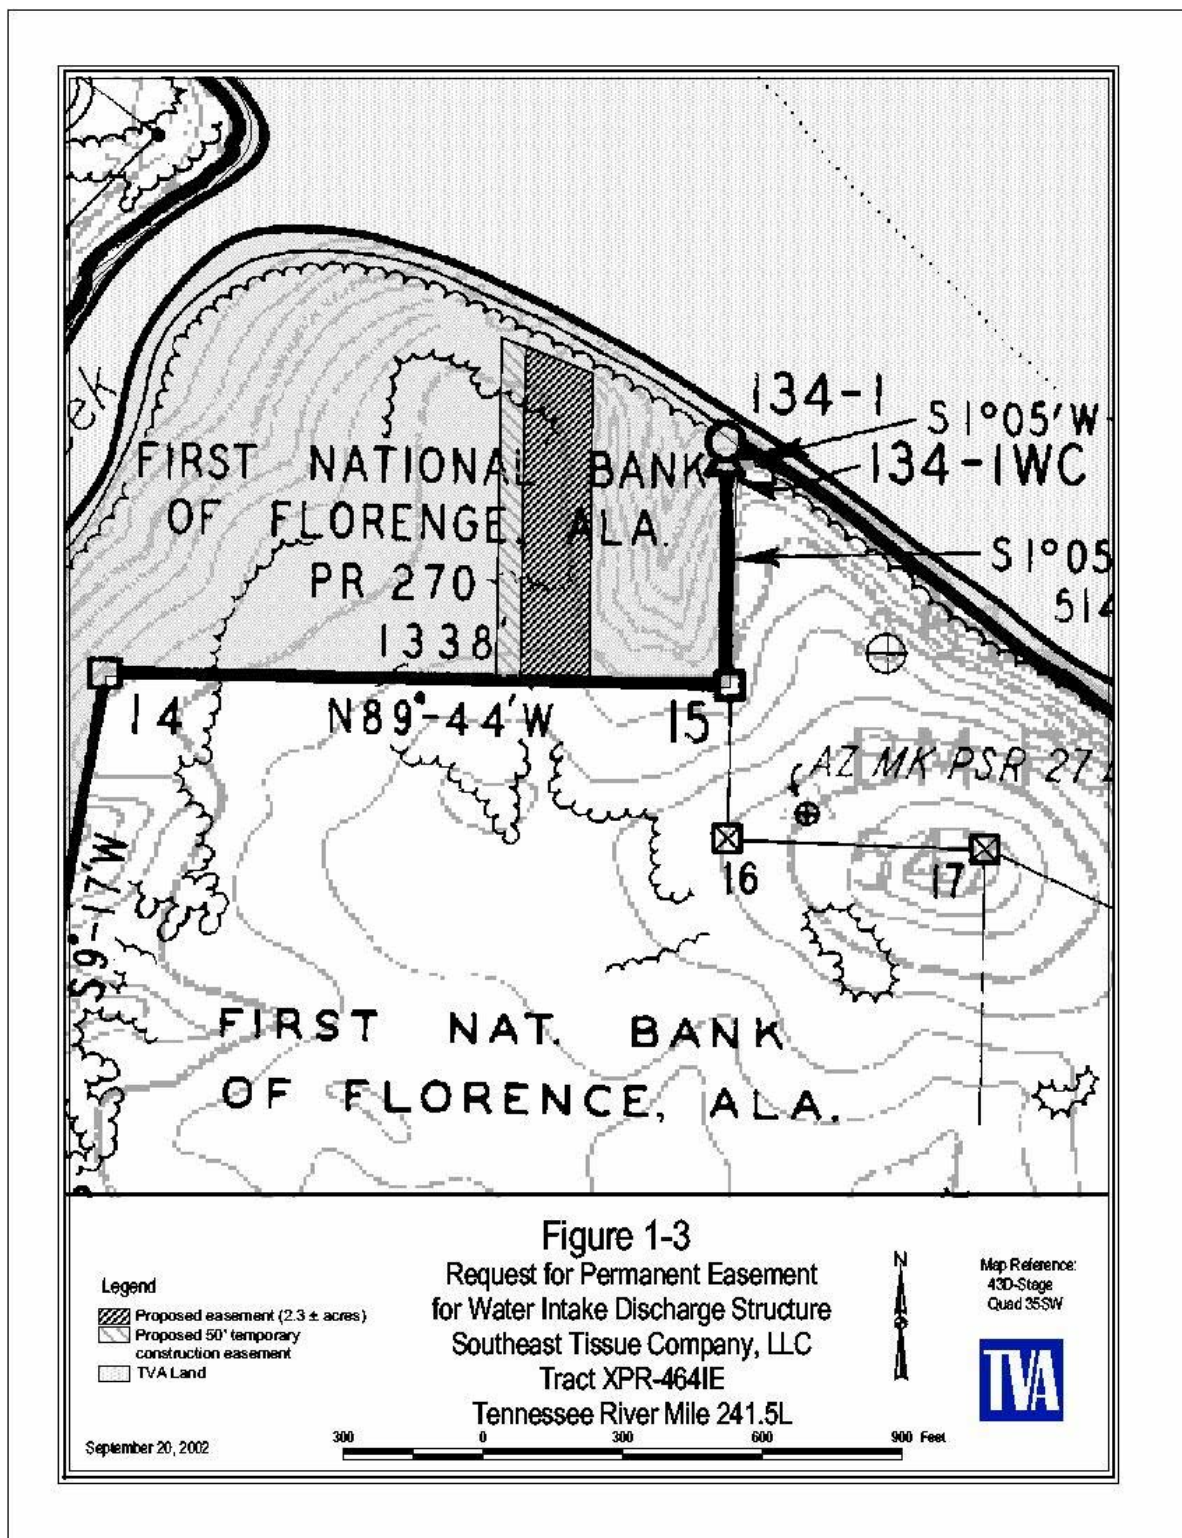 ek
134-1
S 1°05'W
134-1WC
FIRST NATIONAL BANK
OF FLORENGE, ALA.
PR 270
1338'
S 1°05
514
14
N89°-44'W
15
AZ MK PSR 27
16
17
S9°-17'W
FIRST NAT. BANK
OF FLORENCE, ALA.
Figure 1-3
Request for Permanent Easement
for Water Intake Discharge Structure
Southeast Tissue Company, LLC
Tract XPR-464IE
Tennessee River Mile 241.5L
Legend
Proposed easement (2.3 ± acres)
Proposed 50' temporary
construction easement
TVA Land
September 20, 2002
300 0 300 600 900 Feet
N
Map Reference:
43D-Stage
Quad 35SW
TVA